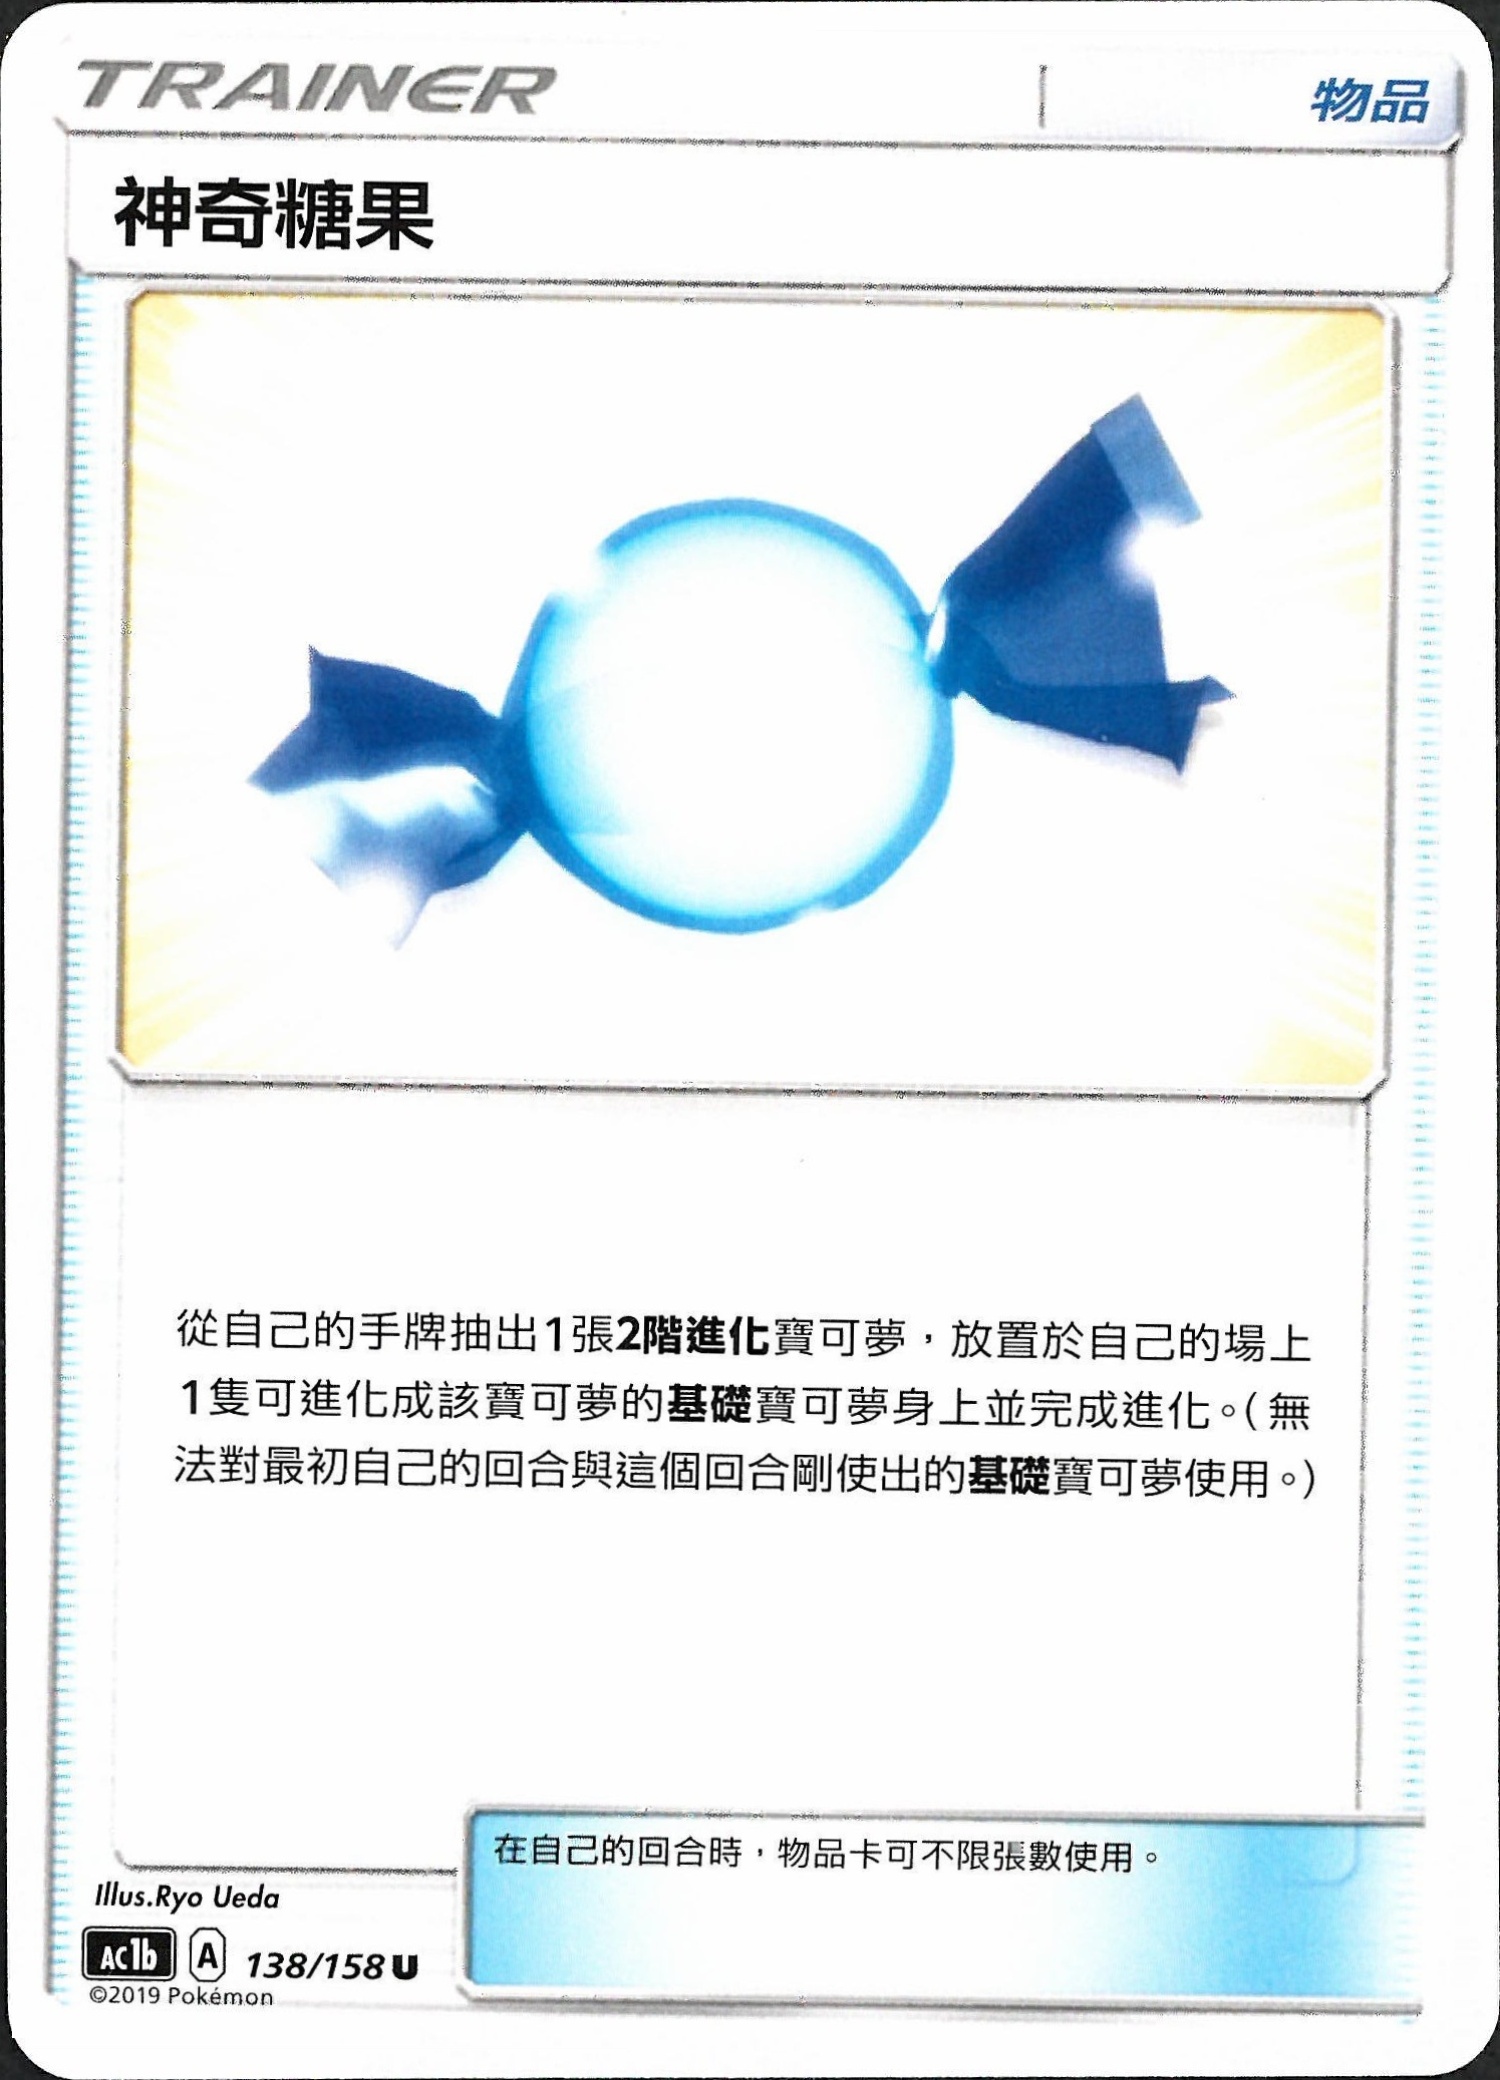 TRAINER
物品
神奇糖果
從自己的手牌抽出1張2階進化寶可夢，放置於自己的場上
1隻可進化成該寶可夢的基礎寶可夢身上並完成進化。(無
法對最初自己的回合與這個回合剛使出的基礎寶可夢使用。)
在自己的回合時，物品卡可不限張數使用。
Illus.Ryo Ueda
AC1b A 138/158 U
©2019 Pokémon